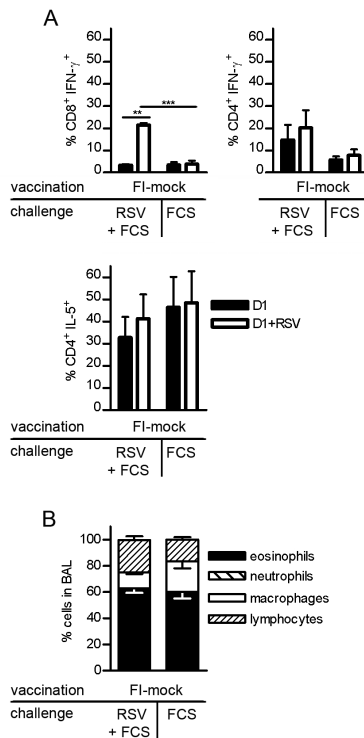 A
% CD8+ IFN-γ+
60
50
40
30
20
10
0
**
***
% CD4+ IFN-γ+
60
50
40
30
20
10
0
vaccination FI-mock FI-mock
challenge RSV + FCS FCS RSV + FCS FCS
% CD4+ IL-5+
60
50
40
30
20
10
0
D1
D1+RSV
vaccination FI-mock
challenge RSV + FCS FCS
B
% cells in BAL
100
80
60
40
20
0
eosinophils
neutrophils
macrophages
lymphocytes
vaccination FI-mock
challenge RSV + FCS FCS